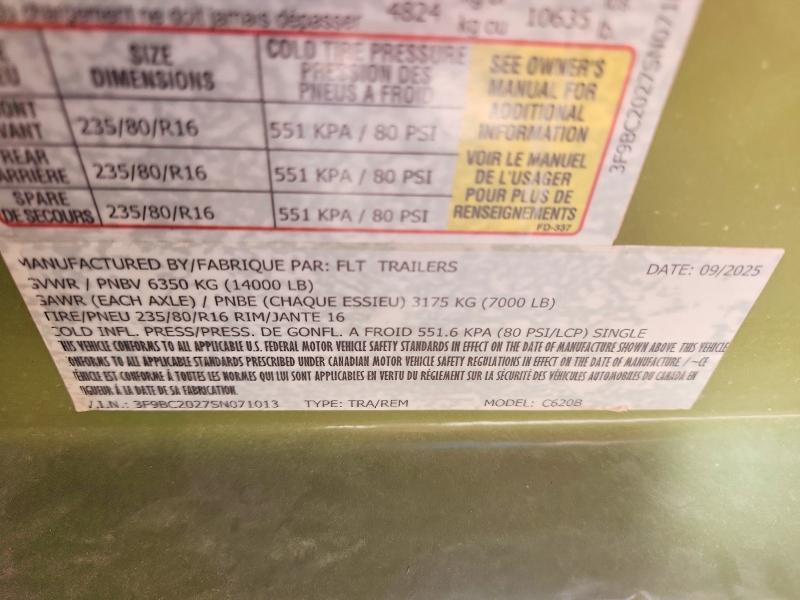 chargement ne doit jamais dépasser 4824 kg ou 10635 lb
SIZE DIMENSIONS COLD TIRE PRESSURE PRESSION DES PNEUS A FROID
SEE OWNER'S MANUAL FOR ADDITIONAL INFORMATION
235/80/R16 551 KPA / 80 PSI
REAR ARRIÈRE 235/80/R16 551 KPA / 80 PSI
SPARE DE SECOURS 235/80/R16 551 KPA / 80 PSI
VOIR LE MANUEL DE L'USAGER POUR PLUS DE RENSEIGNEMENTS
FD-337
3F9BC2027SN071
MANUFACTURED BY/FABRIQUE PAR: FLT TRAILERS DATE: 09/2025
GVWR / PNBV 6350 KG (14000 LB)
GAWR (EACH AXLE) / PNBE (CHAQUE ESSIEU) 3175 KG (7000 LB)
TIRE/PNEU 235/80/R16 RIM/JANTE 16
COLD INFL. PRESS/PRESS. DE GONFL. A FROID 551.6 KPA (80 PSI/LCP) SINGLE
THIS VEHICLE CONFORMS TO ALL APPLICABLE U.S. FEDERAL MOTOR VEHICLE SAFETY STANDARDS IN EFFECT ON THE DATE OF MANUFACTURE SHOWN ABOVE THIS VEHICLE
CONFORMS TO ALL APPLICABLE STANDARDS PRESCRIBED UNDER CANADIAN MOTOR VEHICLE SAFETY REGULATIONS IN EFFECT ON THE DATE OF MANUFACTURE / -CE
VÉHICLE EST CONFORME À TOUTES LES NORMES QUI LUI SONT APPLICABLES EN VERTU DU RÈGLEMENT SUR LA SÉCURITÉ DES VÉHICULES AUTOMOBILES DU CANADA EN
VIGUEUR À LA DATE DE SA FABRICATION.
V.I.N.: 3F9BC2027SN071013 TYPE: TRA/REM MODEL: C620B